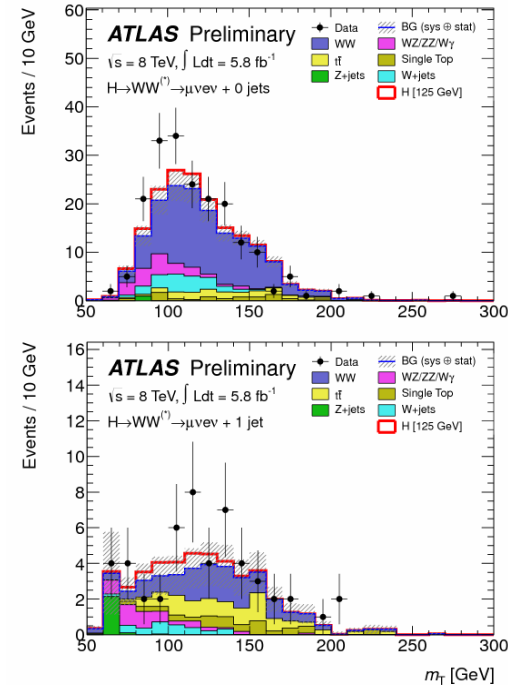 Events / 10 GeV
60
50
40
30
20
10
0
ATLAS Preliminary
√s = 8 TeV, ∫ Ldt = 5.8 fb⁻¹
H→WW⁽*⁾→μνeν + 0 jets
Data
BG (sys ⊕ stat)
WW
WZ/ZZ/Wγ
tt̄
Single Top
Z+jets
W+jets
H [125 GeV]
50 100 150 200 250 300
Events / 10 GeV
16
14
12
10
8
6
4
2
0
ATLAS Preliminary
√s = 8 TeV, ∫ Ldt = 5.8 fb⁻¹
H→WW⁽*⁾→μνeν + 1 jet
Data
BG (sys ⊕ stat)
WW
WZ/ZZ/Wγ
tt̄
Single Top
Z+jets
W+jets
H [125 GeV]
50 100 150 200 250 300
m_T [GeV]